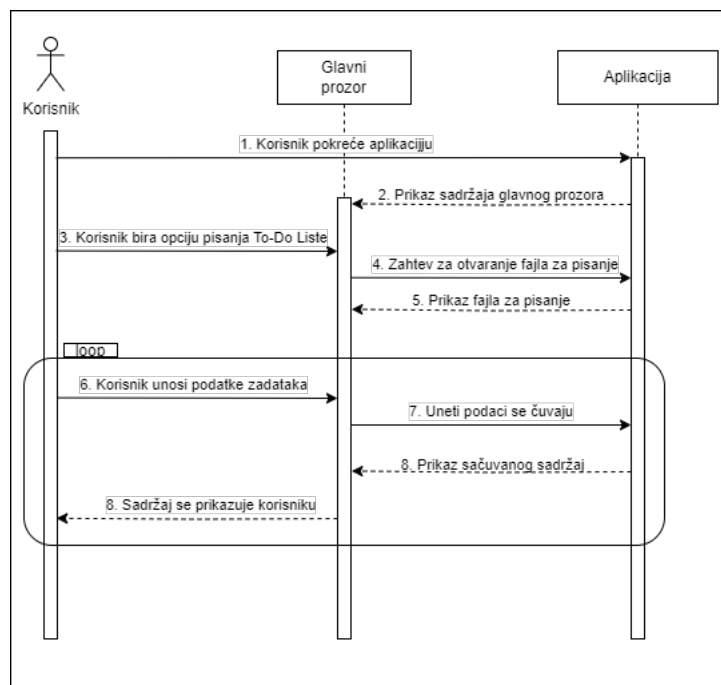 Glavni
prozor
Aplikacija
Korisnik
1. Korisnik pokreće aplikacijju
2. Prikaz sadržaja glavnog prozora
3. Korisnik bira opciju pisanja To-Do Liste
4. Zahtev za otvaranje fajla za pisanje
5. Prikaz fajla za pisanje
loop
6. Korisnik unosi podatke zadataka
7. Uneti podaci se čuvaju
8. Prikaz sačuvanog sadržaj
8. Sadržaj se prikazuje korisniku